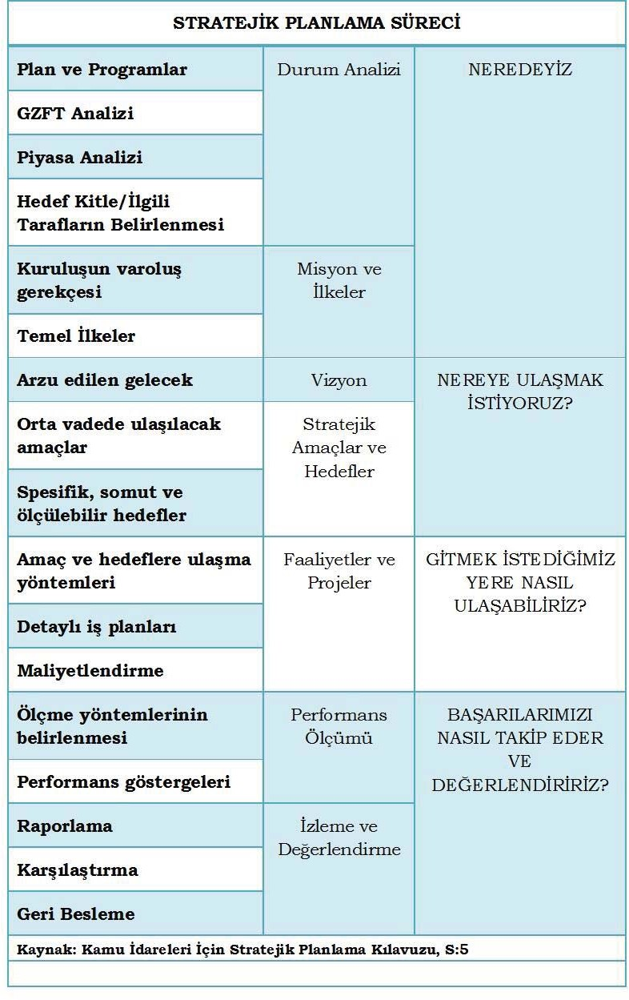 STRATEJİK PLANLAMA SÜRECİ
Plan ve Programlar
Durum Analizi
NEREDEYİZ
GZFT Analizi
Piyasa Analizi
Hedef Kitle/İlgili
Tarafların Belirlenmesi
Kuruluşun varoluş
gerekçesi
Misyon ve
İlkeler
Temel İlkeler
Arzu edilen gelecek
Vizyon
NEREYE ULAŞMAK
İSTİYORUZ?
Orta vadede ulaşılacak
amaçlar
Stratejik
Amaçlar ve
Hedefler
Spesifik, somut ve
ölçülebilir hedefler
Amaç ve hedeflere ulaşma
yöntemleri
Faaliyetler ve
Projeler
GİTMEK İSTEDİĞİMİZ
YERE NASIL
ULAŞABİLİRİZ?
Detaylı iş planları
Maliyetlendirme
Ölçme yöntemlerinin
belirlenmesi
Performans
Ölçümü
BAŞARILARIMIZI
NASIL TAKİP EDER
VE
DEĞERLENDİRİRİZ?
Performans göstergeleri
Raporlama
İzleme ve
Değerlendirme
Karşılaştırma
Geri Besleme
Kaynak: Kamu İdareleri İçin Stratejik Planlama Kılavuzu, S:5